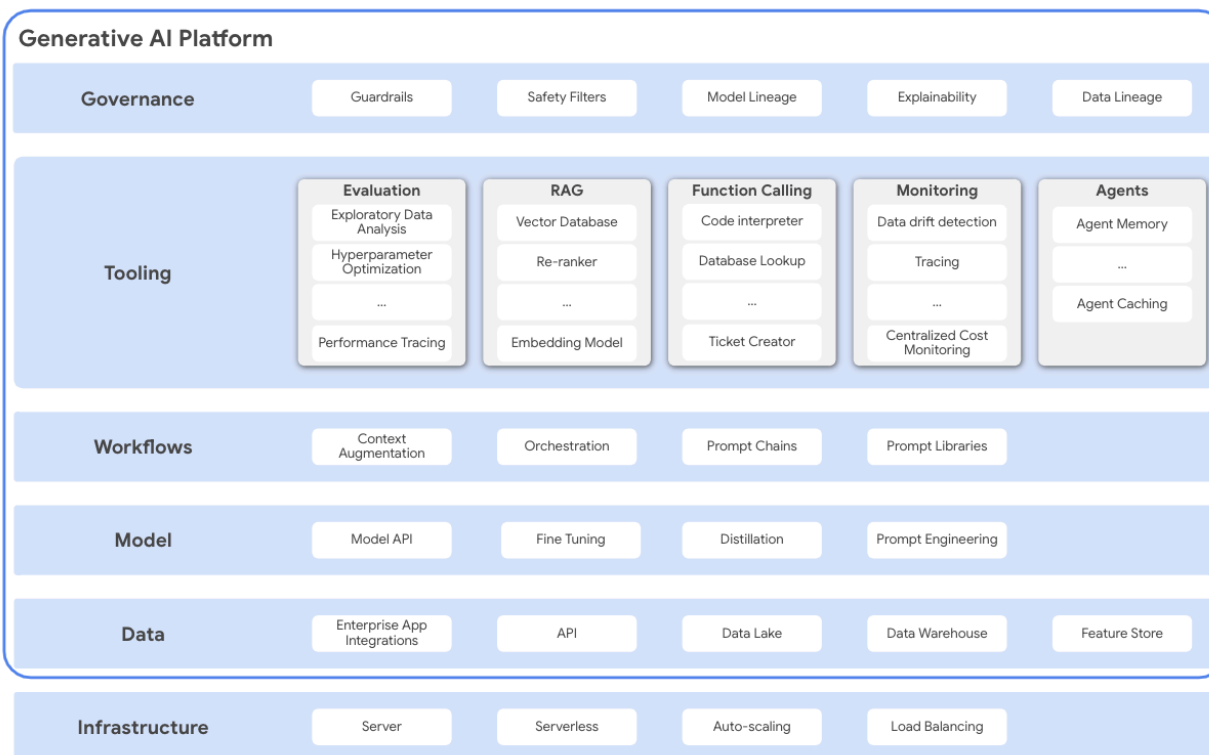 Generative AI Platform
Governance
Guardrails
Safety Filters
Model Lineage
Explainability
Data Lineage
Tooling
Evaluation
Exploratory Data
Analysis
Hyperparameter
Optimization
...
Performance Tracing
RAG
Vector Database
Re-ranker
...
Embedding Model
Function Calling
Code interpreter
Database Lookup
...
Ticket Creator
Monitoring
Data drift detection
Tracing
...
Centralized Cost
Monitoring
Agents
Agent Memory
...
Agent Caching
Workflows
Context
Augmentation
Orchestration
Prompt Chains
Prompt Libraries
Model
Model API
Fine Tuning
Distillation
Prompt Engineering
Data
Enterprise App
Integrations
API
Data Lake
Data Warehouse
Feature Store
Infrastructure
Server
Serverless
Auto-scaling
Load Balancing